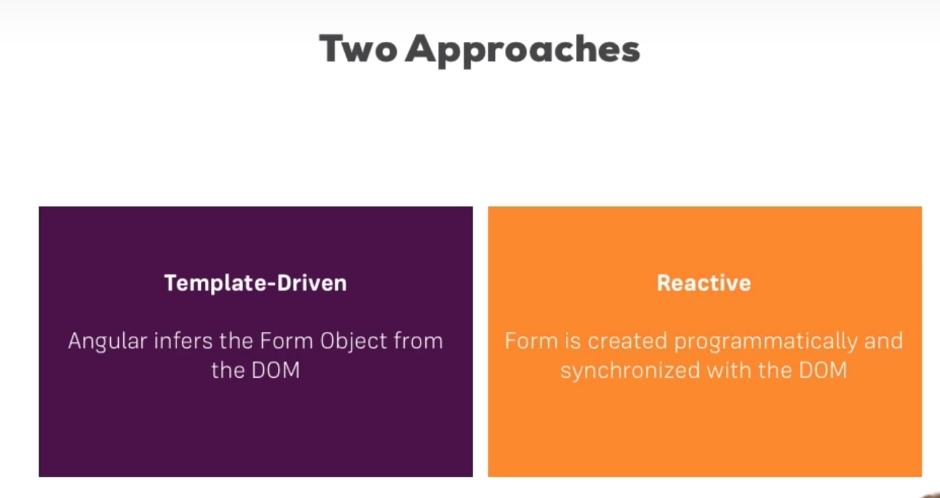 Two Approaches
Template-Driven
Angular infers the Form Object from
the DOM
Reactive
Form is created programmatically and
synchronized with the DOM